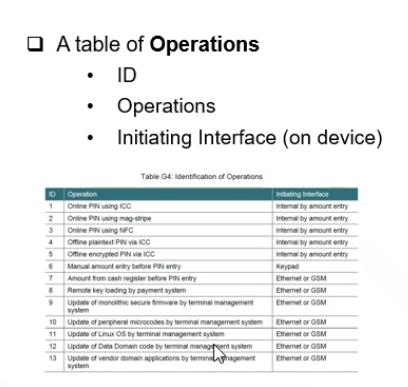 A table of Operations
ID
Operations
Initiating Interface (on device)
Table G4: Identification of Operations
ID Operation Initiating Interface
1 Online PIN using ICC Internal by amount entry
2 Online PIN using mag-stripe Internal by amount entry
3 Online PIN using NFC Internal by amount entry
4 Offline plaintext PIN via ICC Internal by amount entry
5 Offline encrypted PIN via ICC Internal by amount entry
6 Manual amount entry before PIN entry Keypad
7 Amount from cash register before PIN entry Ethernet or GSM
8 Remote key loading by payment system Ethernet or GSM
9 Update of monolithic secure firmware by terminal management Ethernet or GSM
system
10 Update of peripheral microcodes by terminal management system Ethernet or GSM
11 Update of Linux OS by terminal management system Ethernet or GSM
12 Update of Data Domain code by terminal management system Ethernet or GSM
13 Update of vendor domain applications by terminal management Ethernet or GSM
system